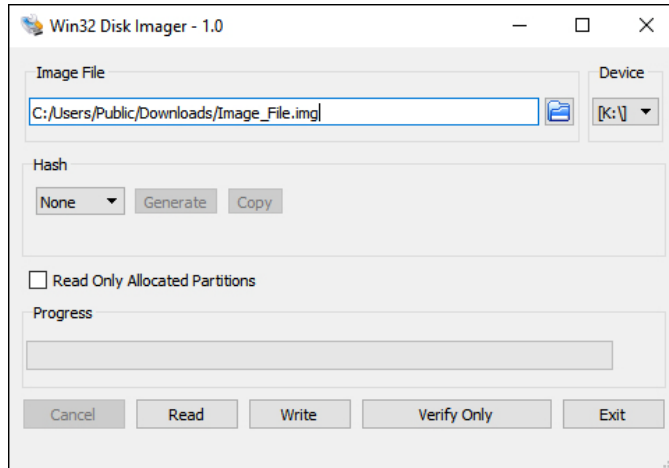 Win32 Disk Imager - 1.0
Image File
Device
C:/Users/Public/Downloads/Image_File.img
[K:\]
Hash
None
Generate
Copy
Read Only Allocated Partitions
Progress
Cancel
Read
Write
Verify Only
Exit